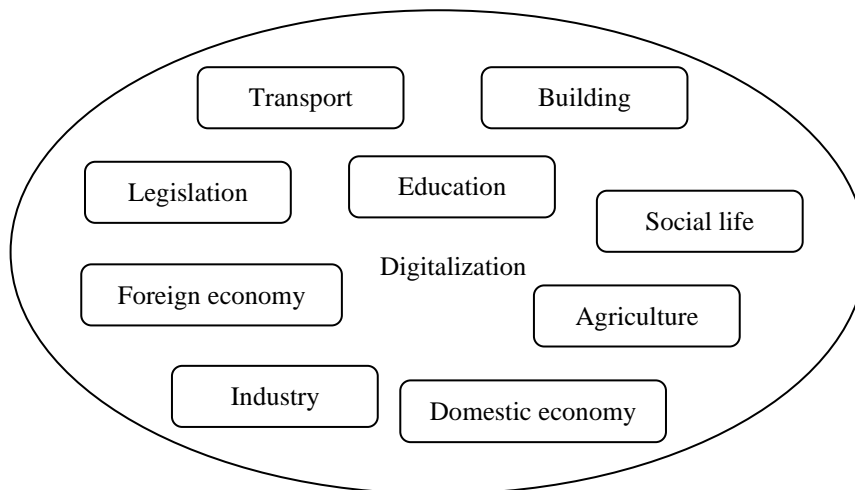 Transport
Building
Legislation
Education
Social life
Digitalization
Foreign economy
Agriculture
Industry
Domestic economy